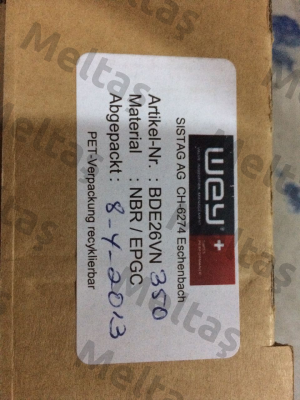 wey+
SISTAG AG CH-6274 Eschenbach
Artikel-Nr. : BDE26VN 350
Material : NBR / EPGC
Abgepackt : 8-4-2013
PET-Verpackung recyklierbar
Meltaş